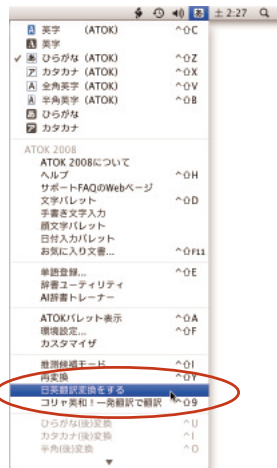 あ 土 2:27
英字 (ATOK) ^⇧C
英字
✓ あ ひらがな (ATOK) ^⇧Z
ア カタカナ (ATOK) ^⇧X
A 全角英字 (ATOK) ^⇧V
A 半角英字 (ATOK) ^⇧B
あ ひらがな
ア カタカナ
ATOK 2008
ATOK 2008について
ヘルプ ^⇧H
サポートFAQのWebページ
文字パレット ^⇧D
手書き文字入力
顔文字パレット
日付入力パレット
お気に入り文書... ^⇧F11
単語登録... ^⇧E
辞書ユーティリティ
AI辞書トレーナー
ATOKパレット表示 ^⇧A
環境設定... ^⇧F
カスタマイザ
推測候補モード ^⇧I
再変換 ^⇧Y
日英翻訳変換をする
コリャ英和！一発翻訳で翻訳 ^⇧9
ひらがな(後)変換 ^U
カタカナ(後)変換 ^I
半角(後)変換 ^O